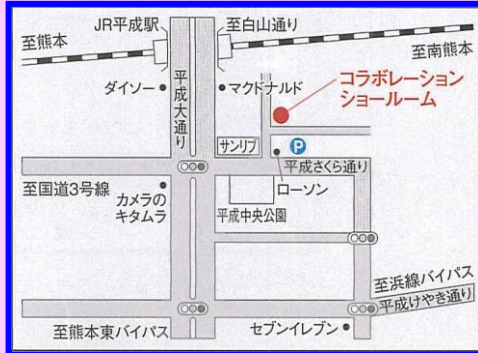 JR平成駅
至白山通り
至熊本
至南熊本
ダイソー
平成大通り
マクドナルド
コラボレーション
ショールーム
サンリブ
P
平成さくら通り
至国道3号線
カメラの
キタムラ
ローソン
平成中央公園
至浜線バイパス
平成けやき通り
至熊本東バイパス
セブンイレブン